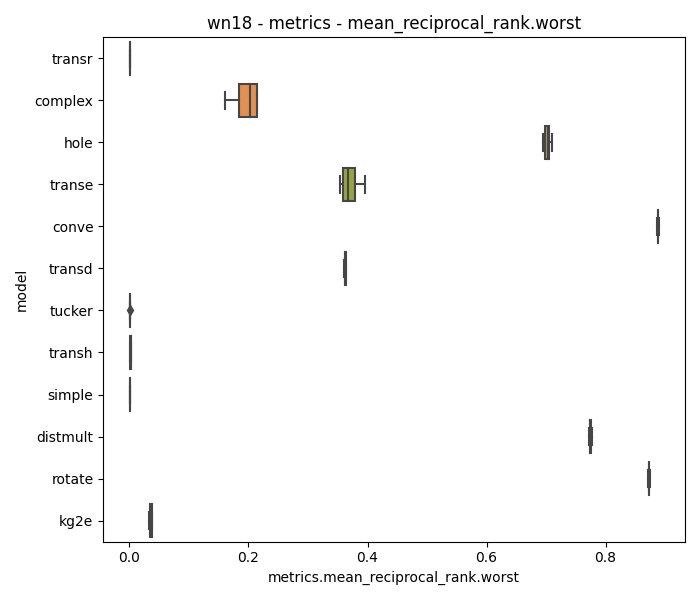 wn18 - metrics - mean_reciprocal_rank.worst
transr
complex
hole
transe
conve
transd
tucker
transh
simple
distmult
rotate
kg2e
model
0.0 0.2 0.4 0.6 0.8
metrics.mean_reciprocal_rank.worst